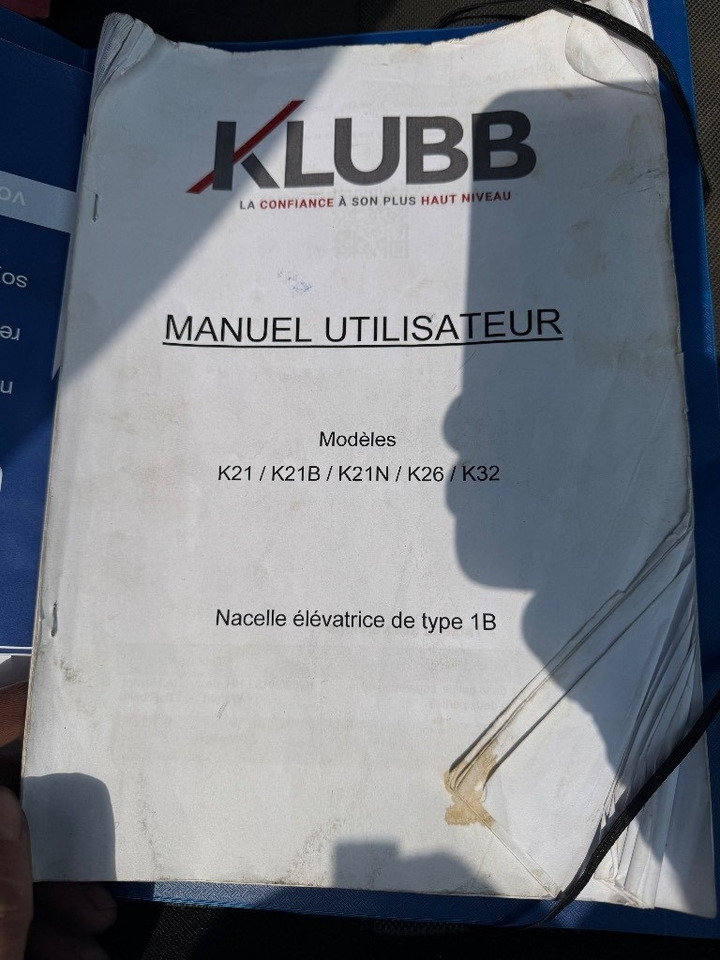 KLUBB
LA CONFIANCE À SON PLUS HAUT NIVEAU
MANUEL UTILISATEUR
Modèles
K21 / K21B / K21N / K26 / K32
Nacelle élévatrice de type 1B